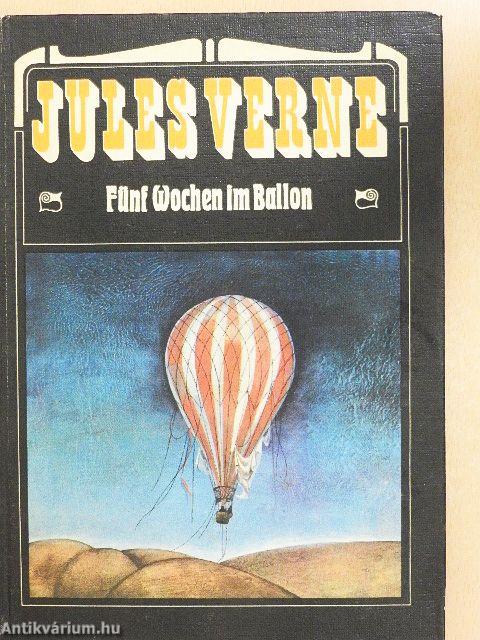 JULES VERNE
Fünf Wochen im Ballon
Antikvárium.hu